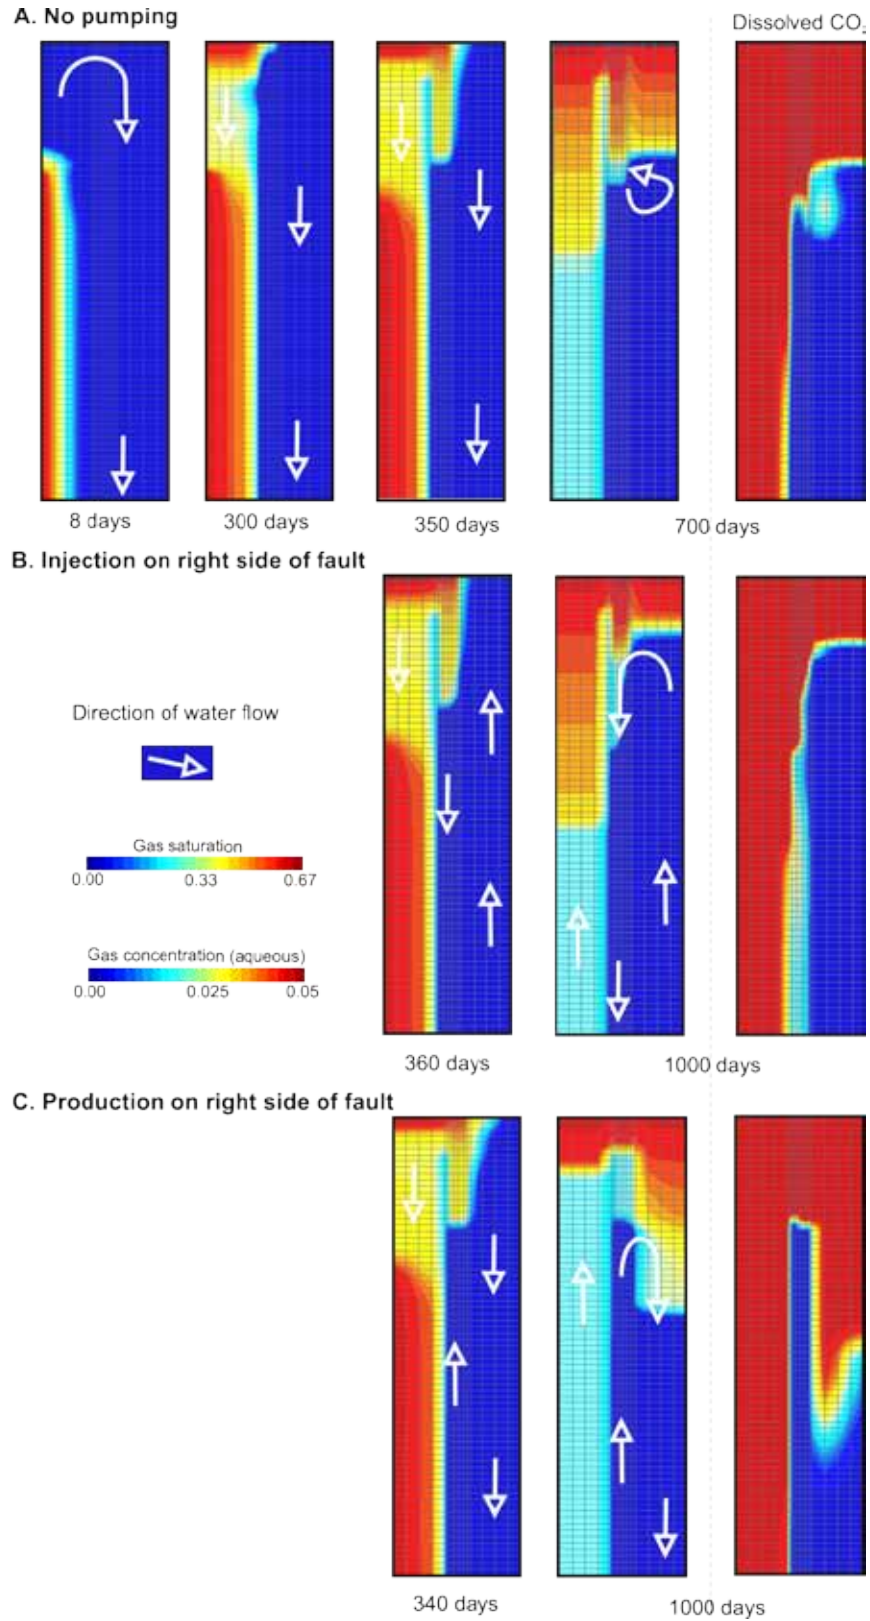 A. No pumping
Dissolved CO₂
8 days
300 days
350 days
700 days
B. Injection on right side of fault
Direction of water flow
Gas saturation
0.00 0.33 0.67
Gas concentration (aqueous)
0.00 0.025 0.05
360 days
1000 days
C. Production on right side of fault
340 days
1000 days